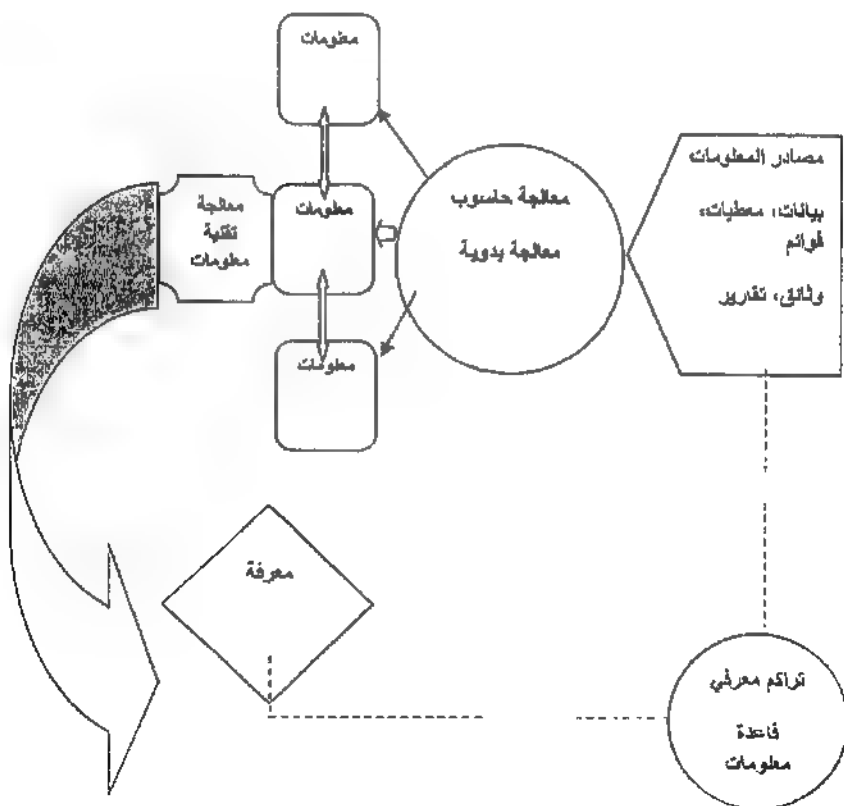 مصادر المعلومات
بيانات، معطيات،
قوائم
وثائق، تقارير
معالجة حاسوب
معالجة يدوية
معلومات
معلومات
معلومات
معالجة
تقنية
معلومات
معرفة
تراكم معرفي
قاعدة
معلومات